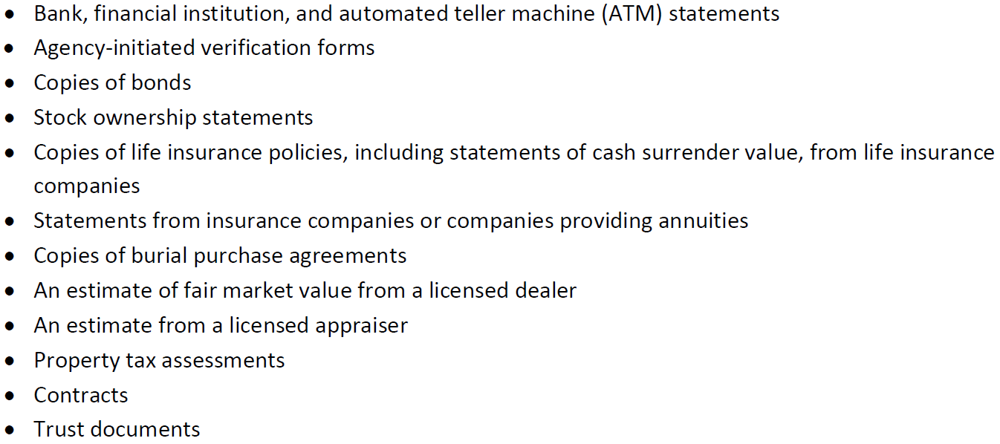 • Bank, financial institution, and automated teller machine (ATM) statements
• Agency-initiated verification forms
• Copies of bonds
• Stock ownership statements
• Copies of life insurance policies, including statements of cash surrender value, from life insurance
companies
• Statements from insurance companies or companies providing annuities
• Copies of burial purchase agreements
• An estimate of fair market value from a licensed dealer
• An estimate from a licensed appraiser
• Property tax assessments
• Contracts
• Trust documents